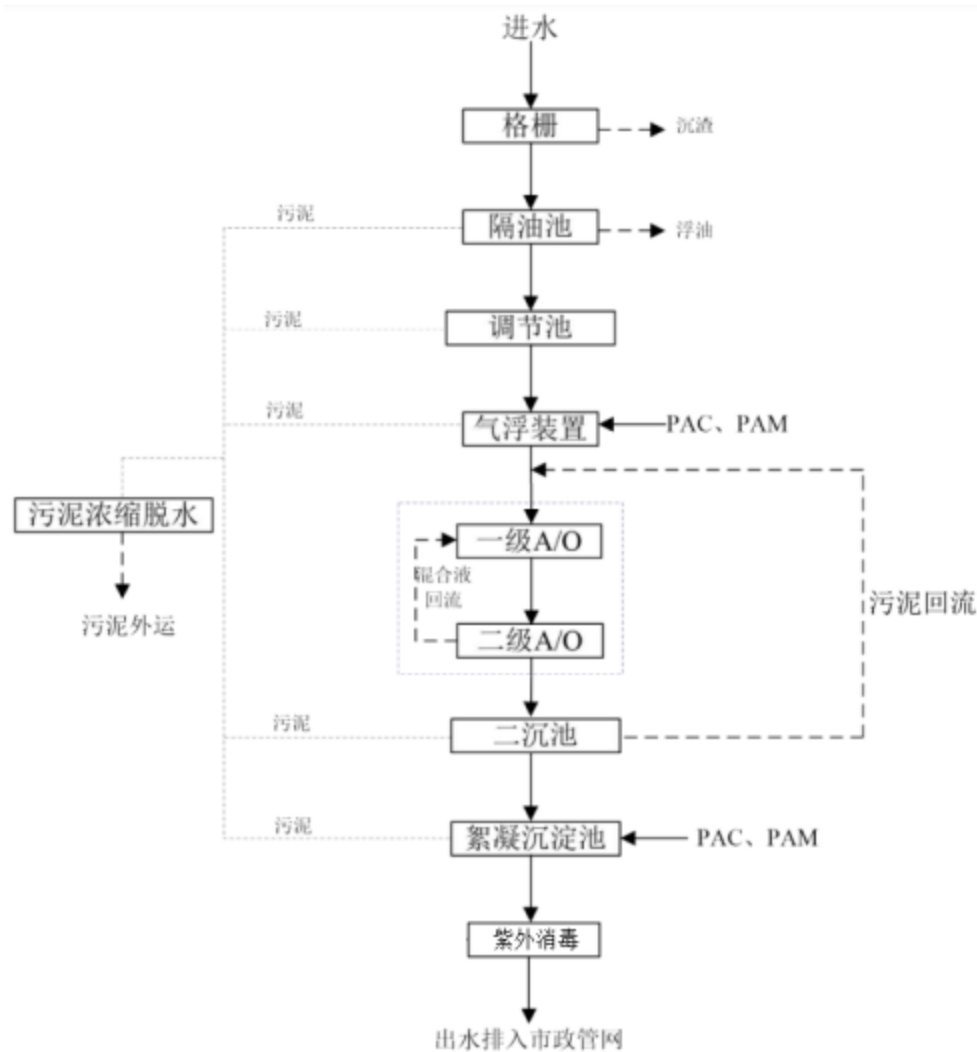 进水
格栅
沉渣
污泥
隔油池
浮油
污泥
调节池
污泥
气浮装置
PAC、PAM
污泥浓缩脱水
一级A/O
混合液
回流
污泥回流
污泥外运
二级A/O
污泥
二沉池
污泥
絮凝沉淀池
PAC、PAM
紫外消毒
出水排入市政管网